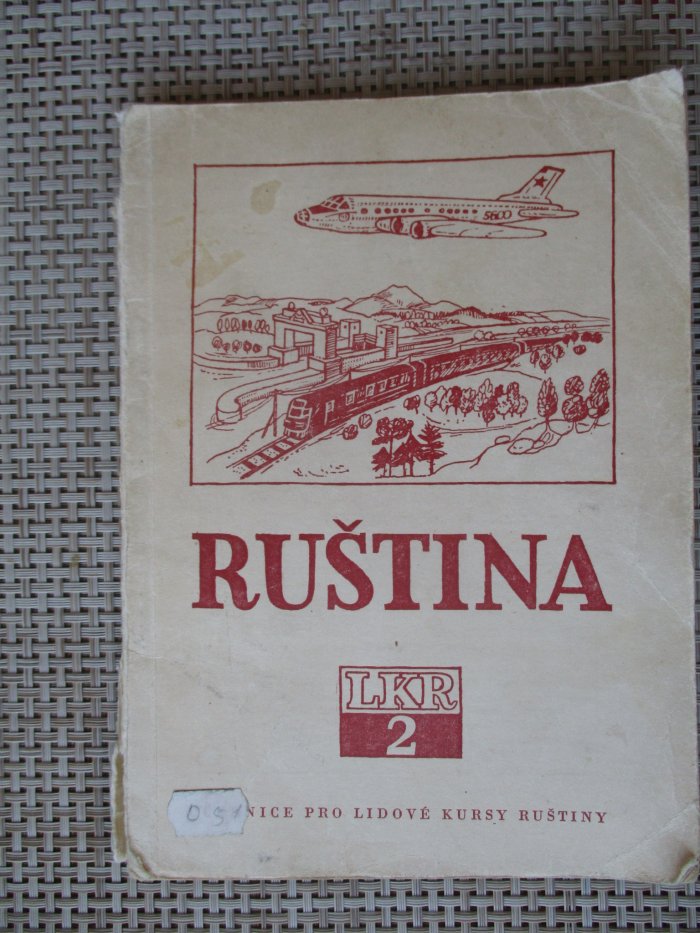 5600
RUŠTINA
LKR
2
NICE PRO LIDOVÉ KURSY RUŠTINY